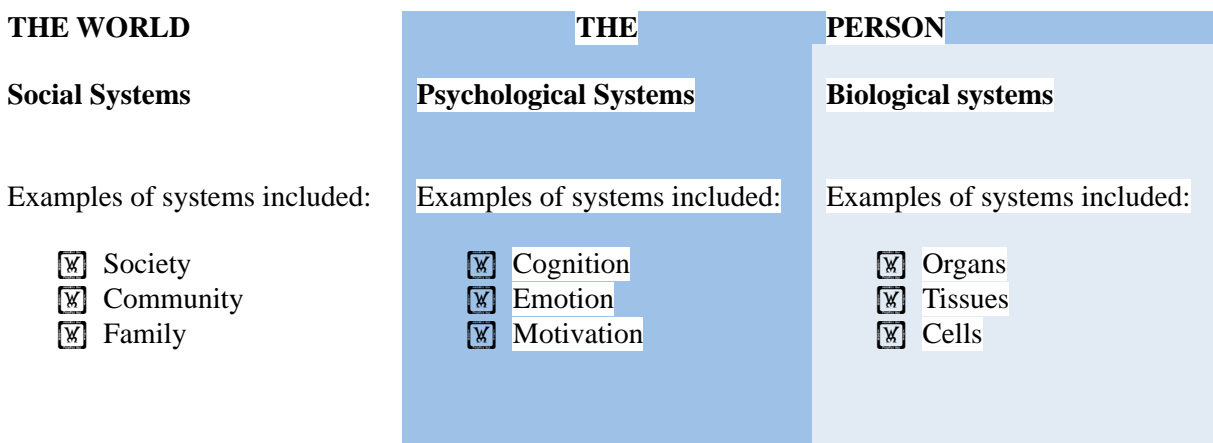 THE WORLD THE PERSON
Social Systems Psychological Systems Biological systems
Examples of systems included: Examples of systems included: Examples of systems included:
Society Cognition Organs
Community Emotion Tissues
Family Motivation Cells